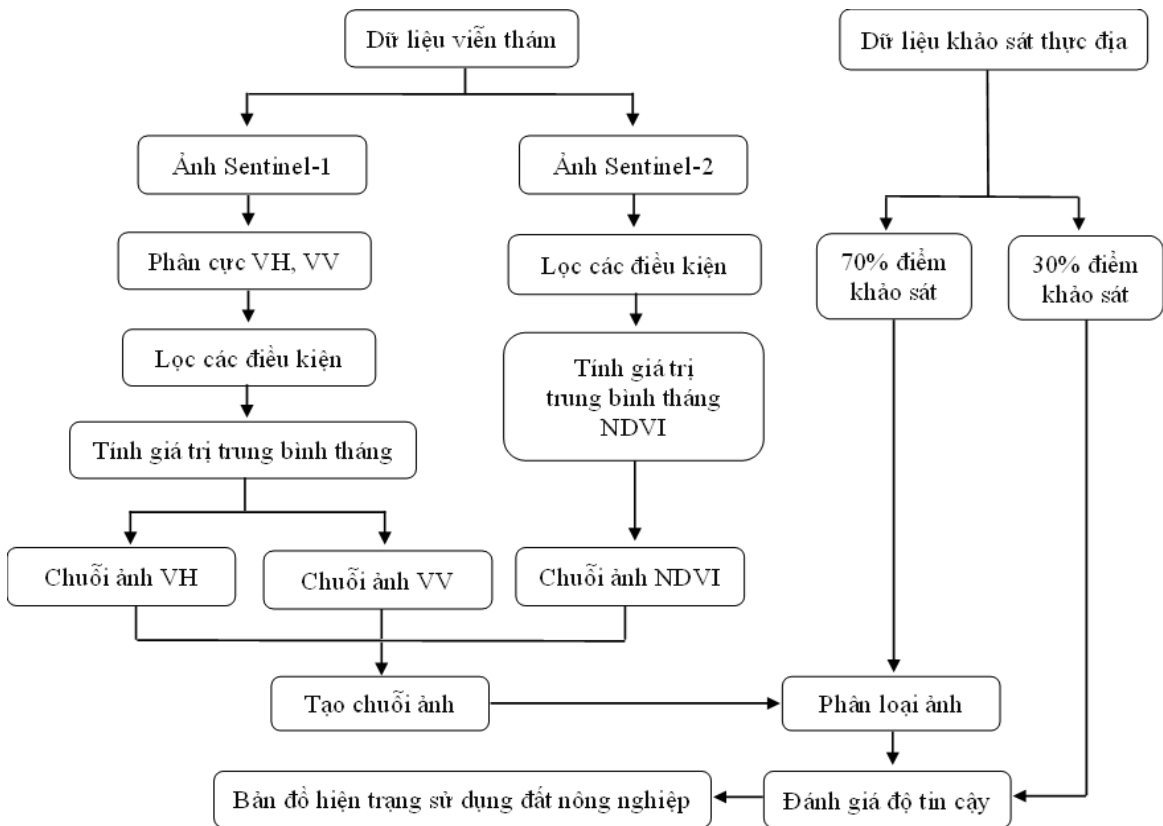 Dữ liệu viễn thám
Dữ liệu khảo sát thực địa
Ảnh Sentinel-1
Ảnh Sentinel-2
Phân cực VH, VV
Lọc các điều kiện
70% điểm
khảo sát
30% điểm
khảo sát
Lọc các điều kiện
Tính giá trị
trung bình tháng
NDVI
Tính giá trị trung bình tháng
Chuỗi ảnh VH
Chuỗi ảnh VV
Chuỗi ảnh NDVI
Tạo chuỗi ảnh
Phân loại ảnh
Bản đồ hiện trạng sử dụng đất nông nghiệp
Đánh giá độ tin cậy